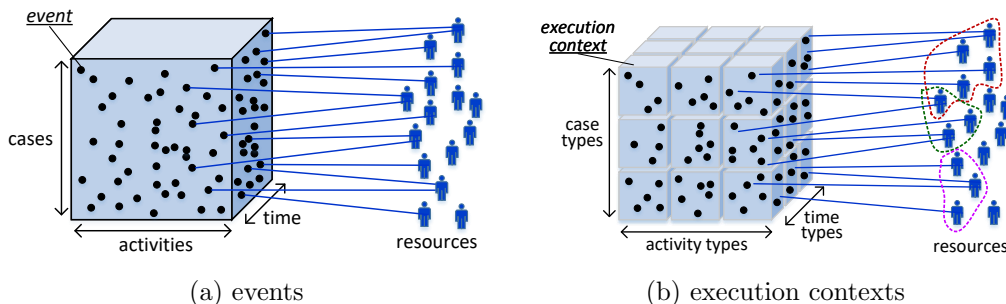 event
cases
time
activities
resources
(a) events
execution
context
case
types
time
types
activity types
resources
(b) execution contexts